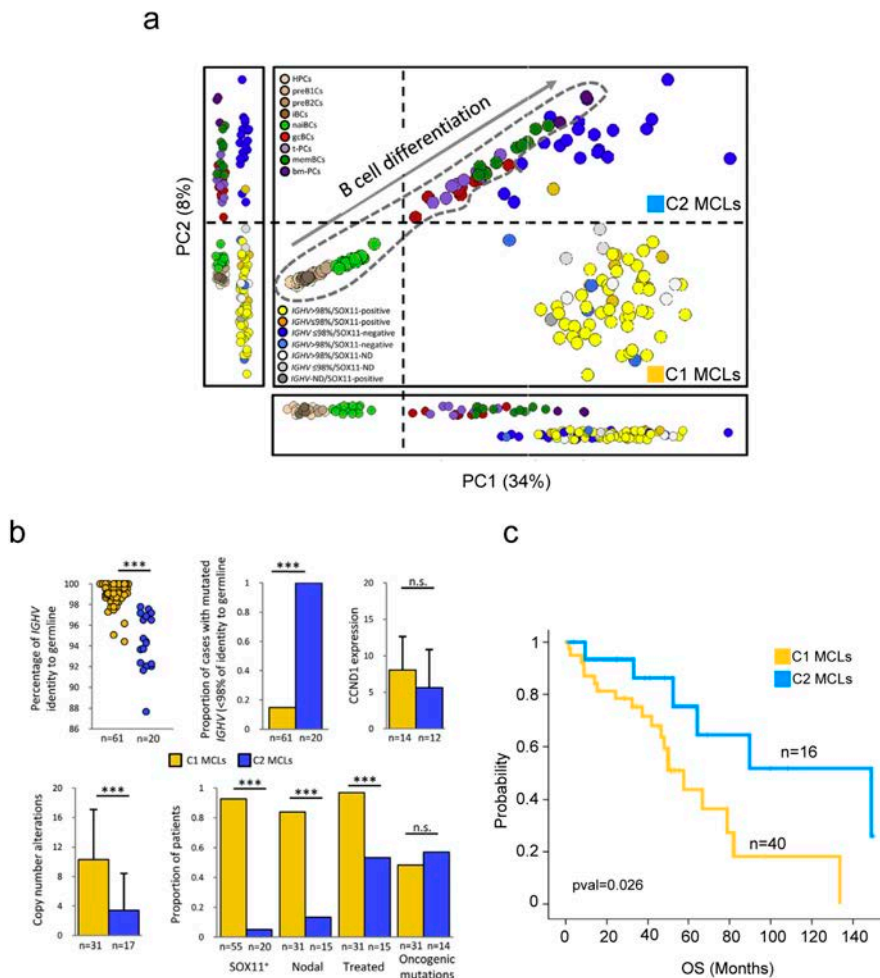 a
HPCs
preB1Cs
preB2Cs
iBCs
naiBCs
gcBCs
t-PCs
memBCs
bm-PCs
B cell differentiation
C2 MCLs
PC2 (8%)
IGHV>98%/SOX11-positive
IGHV≤98%/SOX11-positive
IGHV ≤98%/SOX11-negative
IGHV>98%/SOX11-negative
IGHV>98%/SOX11-ND
IGHV ≤98%/SOX11-ND
IGHV-ND/SOX11-positive
C1 MCLs
PC1 (34%)
b
Percentage of IGHV
identity to germline
***
100
98
96
94
92
90
88
86
n=61 n=20
Proportion of cases with mutated
IGHV (<98% of identity to germline)
***
1
0.8
0.6
0.4
0.2
0
n=61 n=20
CCND1 expression
n.s.
20
15
10
5
0
n=14 n=12
C1 MCLs C2 MCLs
Copy number alterations
***
20
16
12
8
4
0
n=31 n=17
Proportion of patients
1
0.8
0.6
0.4
0.2
0
***
***
***
n.s.
n=55 n=20 n=31 n=15 n=31 n=15 n=31 n=14
SOX11+ Nodal Treated Oncogenic
mutations
c
C1 MCLs
C2 MCLs
Probability
1
0.8
0.6
0.4
0.2
0
n=16
n=40
pval=0.026
0 20 40 60 80 100 120 140
OS (Months)